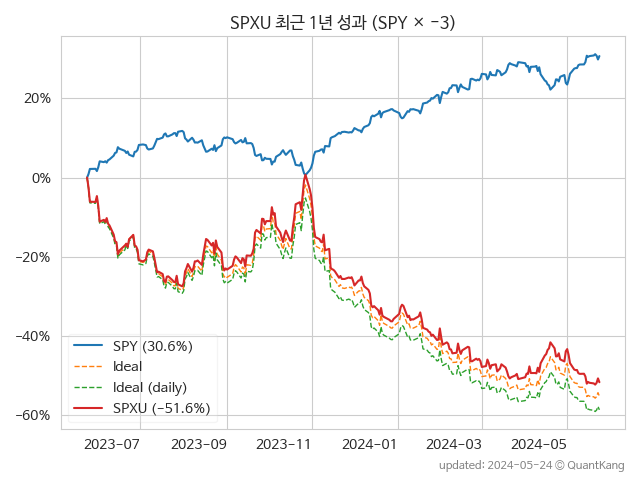 SPXU 최근 1년 성과 (SPY × −3)
20%
0%
−20%
−40%
−60%
SPY (30.6%)
Ideal
Ideal (daily)
SPXU (−51.6%)
2023−07
2023−09
2023−11
2024−01
2024−03
2024−05
updated: 2024−05−24 © QuantKang